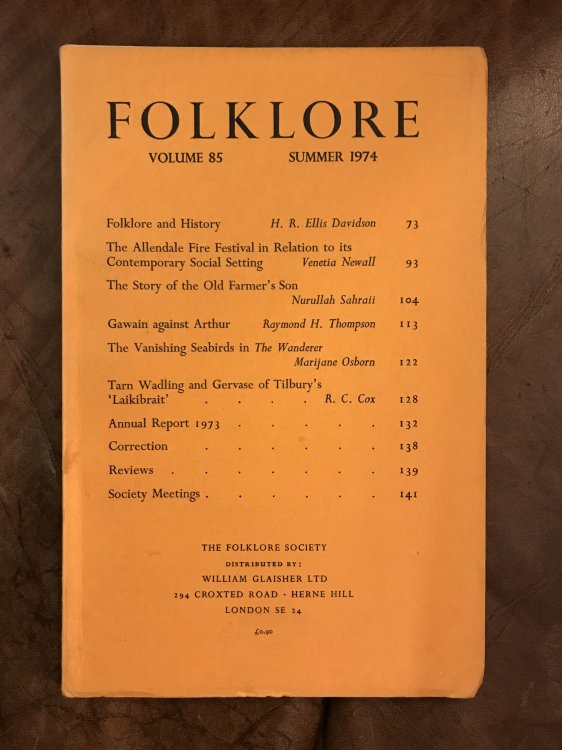 FOLKLORE
VOLUME 85 SUMMER 1974
Folklore and History H. R. Ellis Davidson 73
The Allendale Fire Festival in Relation to its
Contemporary Social Setting Venetia Newall 93
The Story of the Old Farmer's Son
Nurullah Sahraii 104
Gawain against Arthur Raymond H. Thompson 113
The Vanishing Seabirds in The Wanderer
Marijane Osborn 122
Tarn Wadling and Gervase of Tilbury's
'Laikibrait' . . . . R. C. Cox 128
Annual Report 1973 . . . . . 132
Correction . . . . . . 138
Reviews . . . . . . . 139
Society Meetings . . . . . . 141
THE FOLKLORE SOCIETY
DISTRIBUTED BY:
WILLIAM GLAISHER LTD
294 CROXTED ROAD · HERNE HILL
LONDON SE 24
£0.90